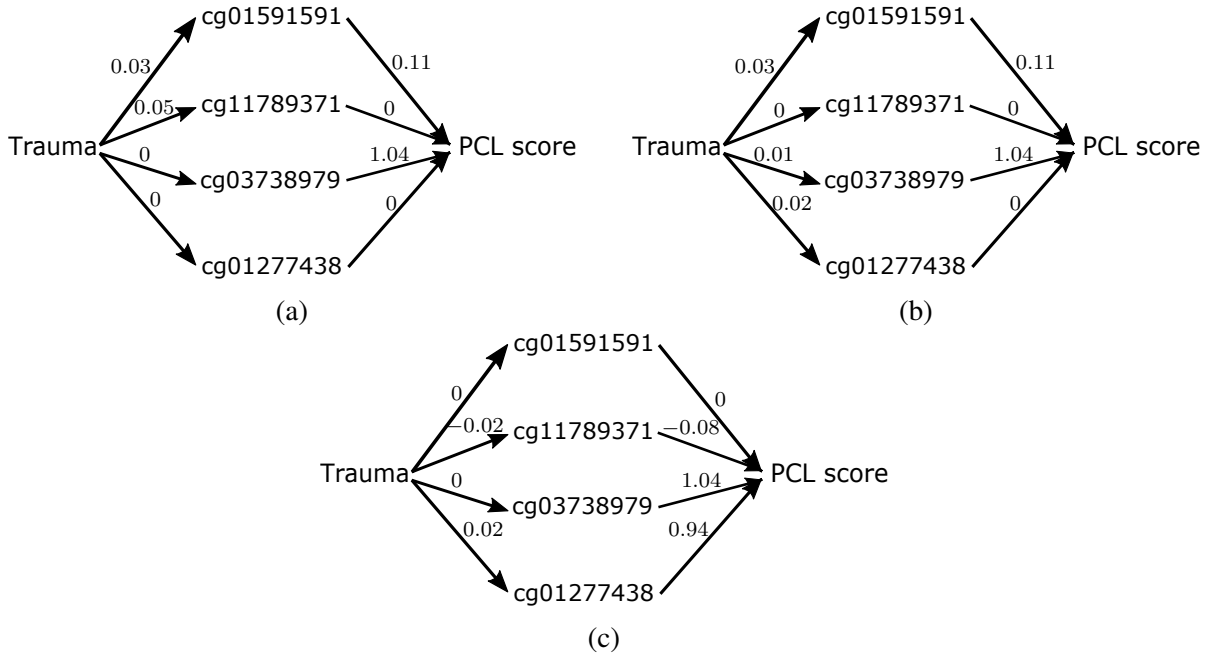 cg01591591
0.03
0.11
cg11789371
0.05
0
Trauma
PCL score
0
1.04
cg03738979
0
0
cg01277438
(a)
cg01591591
0.03
0.11
cg11789371
0
0
Trauma
PCL score
0.01
1.04
cg03738979
0.02
0
cg01277438
(b)
cg01591591
0
0
cg11789371
−0.02
−0.08
Trauma
PCL score
0
1.04
cg03738979
0.02
0.94
cg01277438
(c)